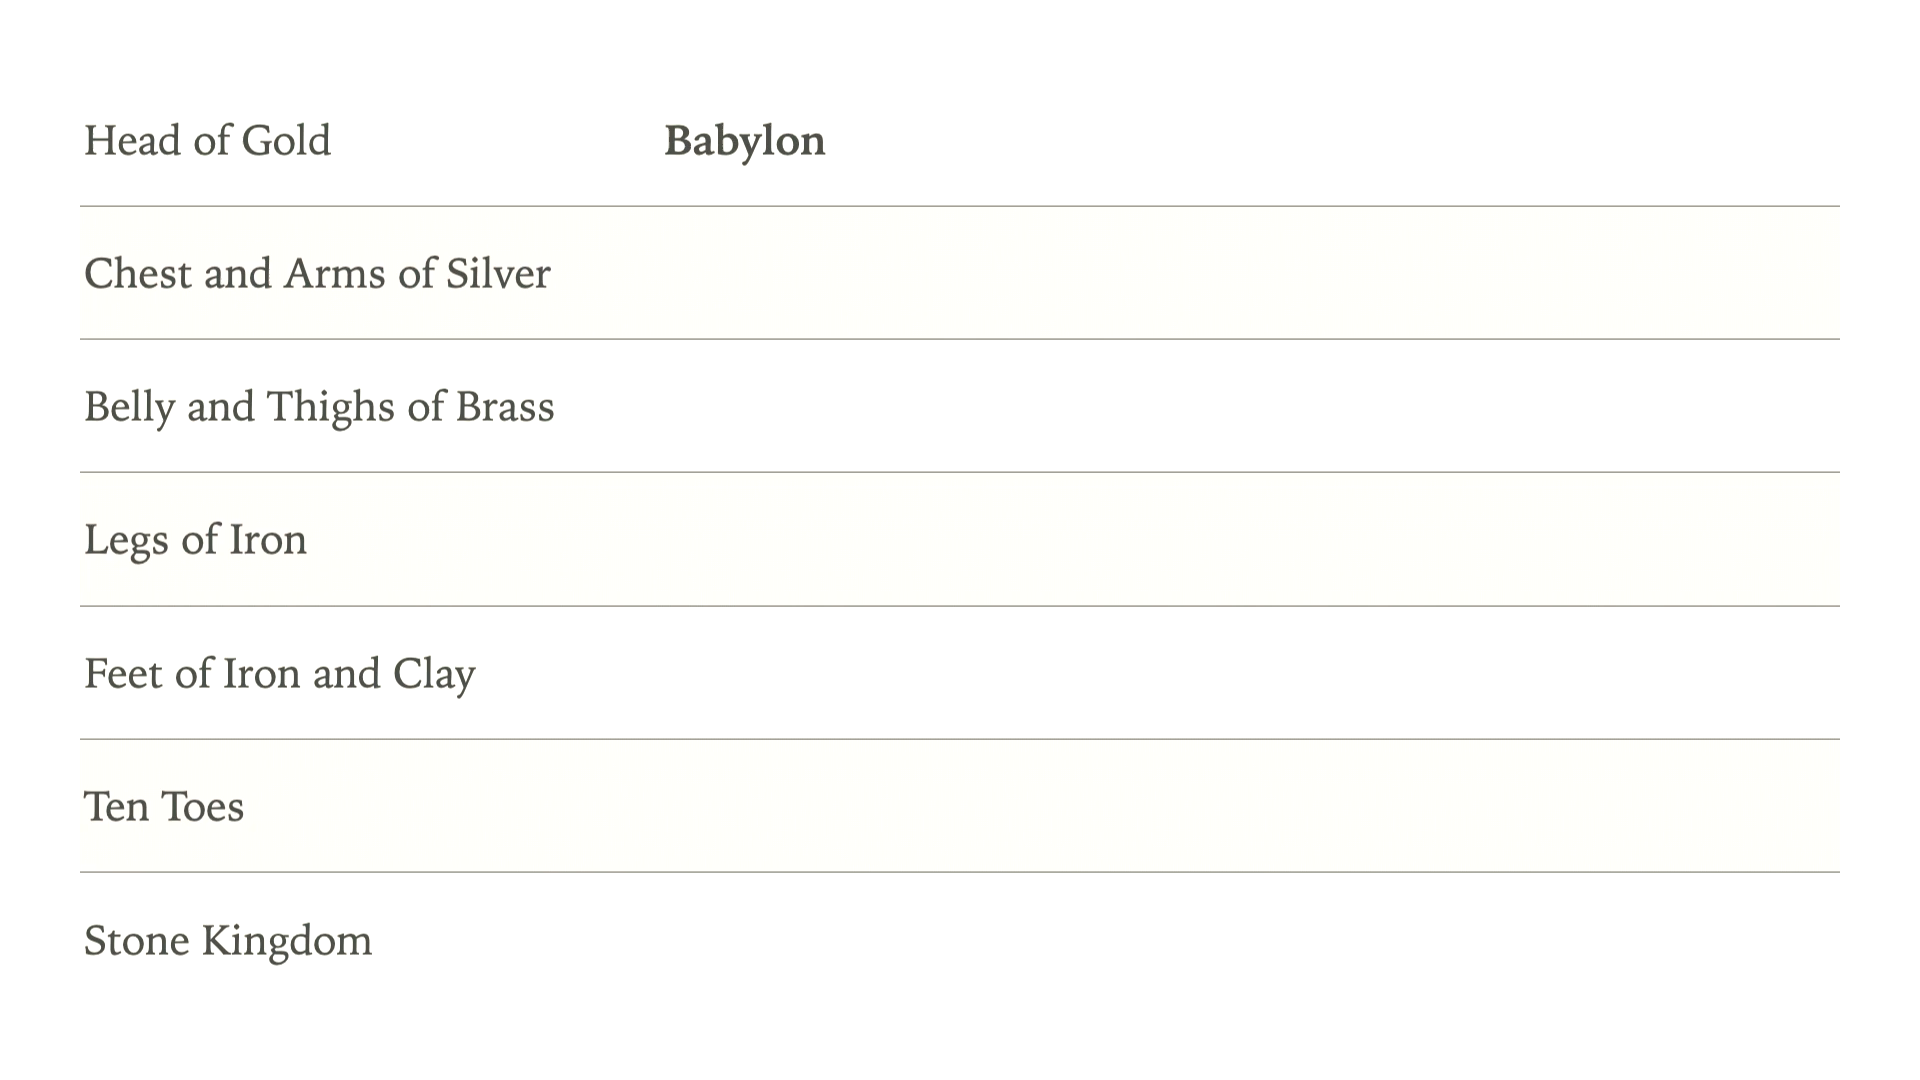 Head of Gold Babylon
Chest and Arms of Silver
Belly and Thighs of Brass
Legs of Iron
Feet of Iron and Clay
Ten Toes
Stone Kingdom